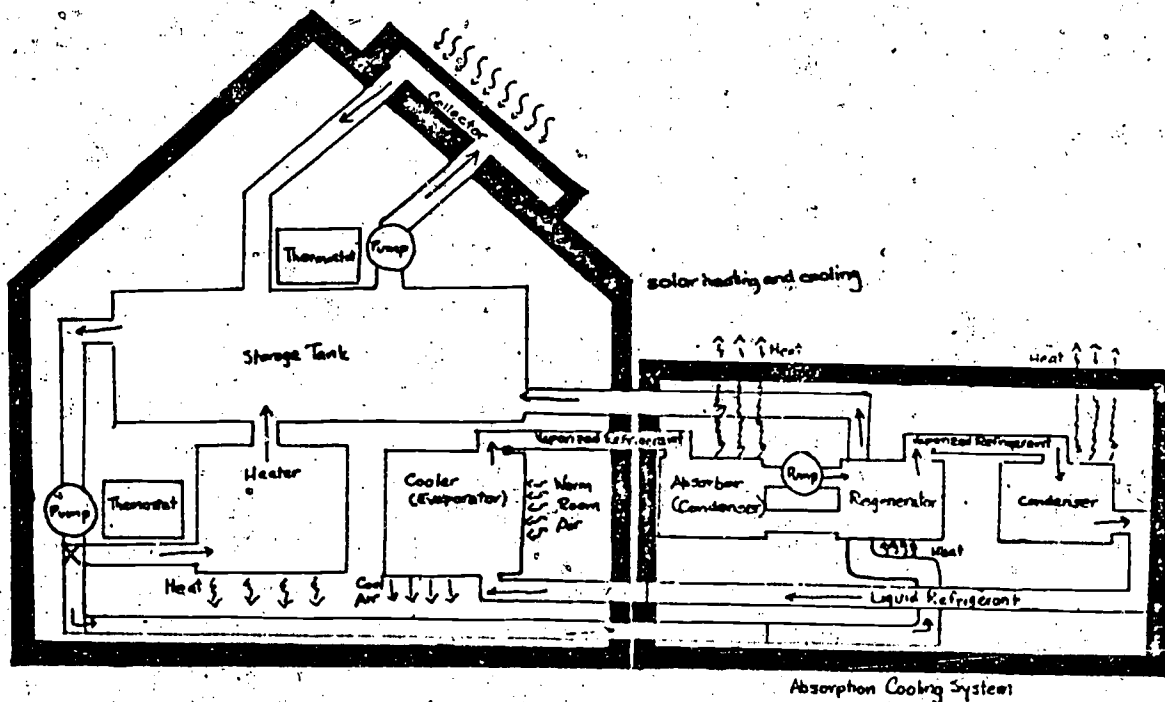 Collector
Thermostat
Pump
solar heating and cooling
Storage Tank
Heat
Heat
Vaporized Refrigerant
Vaporized Refrigerant
Heater
Cooler
(Evaporator)
Warm
Room
Air
Absorber
(Condenser)
Pump
Regenerator
Condenser
Pump
Thermostat
Heat
Heat
Cool
Air
Liquid Refrigerant
Absorption Cooling System